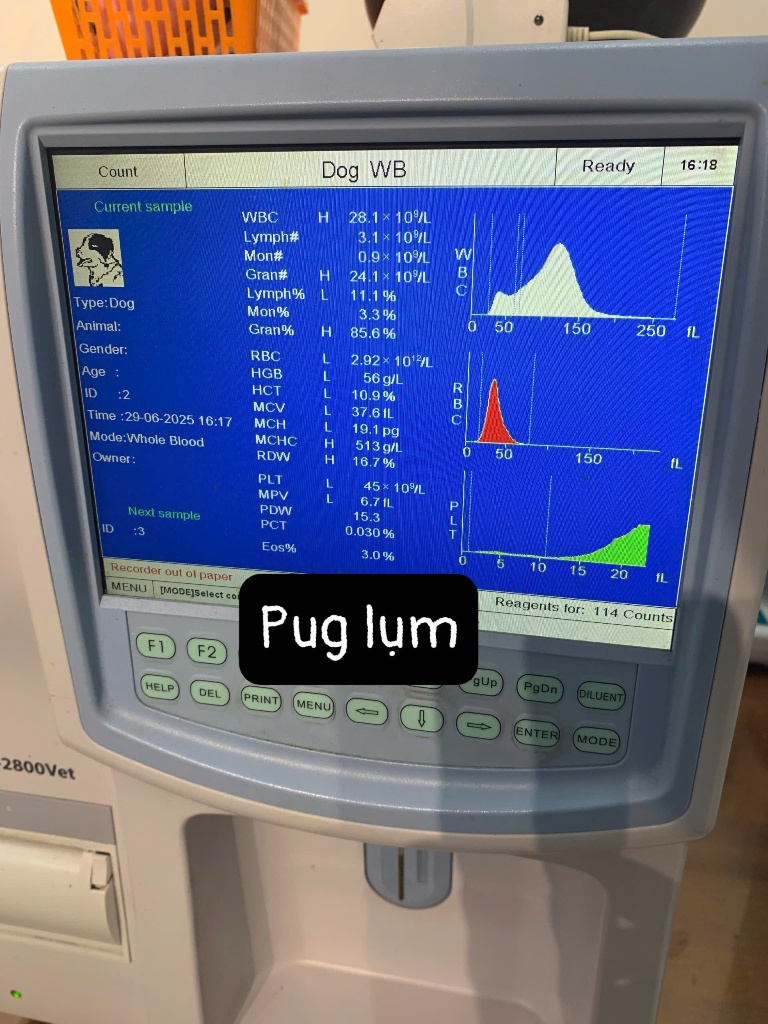 Count Dog WB Ready 16:18
Current sample
Type:Dog
Animal:
Gender:
Age :
ID :2
Time :29-06-2025 16:17
Mode:Whole Blood
Owner:
Next sample
ID :3
WBC H 28.1 × 10⁹/L
Lymph# 3.1 × 10⁹/L
Mon# 0.9 × 10⁹/L
Gran# H 24.1 × 10⁹/L
Lymph% L 11.1 %
Mon% 3.3 %
Gran% H 85.6 %
RBC L 2.92 × 10¹²/L
HGB L 56 g/L
HCT L 10.9 %
MCV L 37.6 fL
MCH L 19.1 pg
MCHC H 513 g/L
RDW H 16.7 %
PLT L 45 × 10⁹/L
MPV L 6.7 fL
PDW 15.3
PCT 0.030 %
Eos% 3.0 %
WBC
0 50 150 250 fL
RBC
0 50 150 fL
PLT
0 5 10 15 20 fL
Recorder out of paper
MENU [MODE]Select Reagents for: 114 Counts
Pug lụm
F1 F2 PgDn DILUENT
HELP DEL PRINT MENU ⇦ ⇩ ⇨ ENTER MODE
-2800Vet